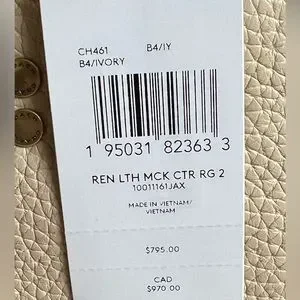 CH461 B4/IY
B4/IVORY
1 95031 82363 3
REN LTH MCK CTR RG 2
10011161JAX
MADE IN VIETNAM/
VIETNAM
$795.00
CAD
$970.00